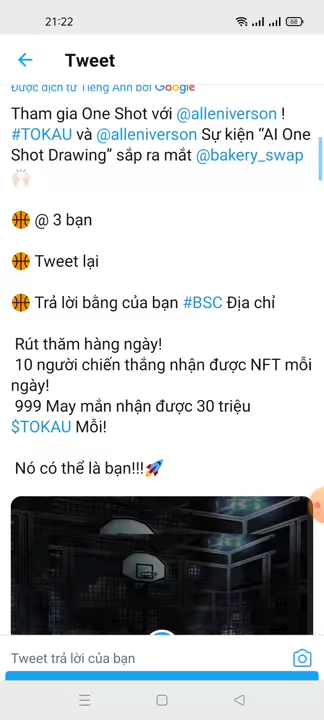 21:22
68
Tweet
Được dịch từ Tiếng Anh bởi Google
Tham gia One Shot với @alleniverson !
#TOKAU và @alleniverson Sự kiện “AI One
Shot Drawing” sắp ra mắt @bakery_swap
@ 3 bạn
Tweet lại
Trả lời bằng của bạn #BSC Địa chỉ
Rút thăm hàng ngày!
10 người chiến thắng nhận được NFT mỗi
ngày!
999 May mắn nhận được 30 triệu
$TOKAU Mỗi!
Nó có thể là bạn!!!
Tweet trả lời của bạn